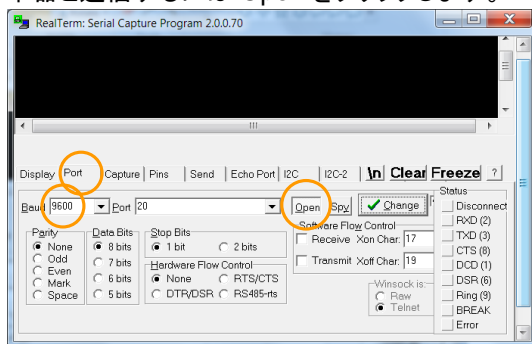 RealTerm: Serial Capture Program 2.0.0.70
Display Port Capture Pins Send Echo Port I2C I2C-2 \n Clear Freeze ?
Baud 9600 Port 20 Open Spy Change
Parity
None
Odd
Even
Mark
Space
Data Bits
8 bits
7 bits
6 bits
5 bits
Stop Bits
1 bit 2 bits
Hardware Flow Control
None RTS/CTS
DTR/DSR RS485-rts
Software Flow Control
Receive Xon Char: 17
Transmit Xoff Char: 19
Winsock is:
Raw
Telnet
Status
Disconnect
RXD (2)
TXD (3)
CTS (8)
DCD (1)
DSR (6)
Ring (9)
BREAK
Error